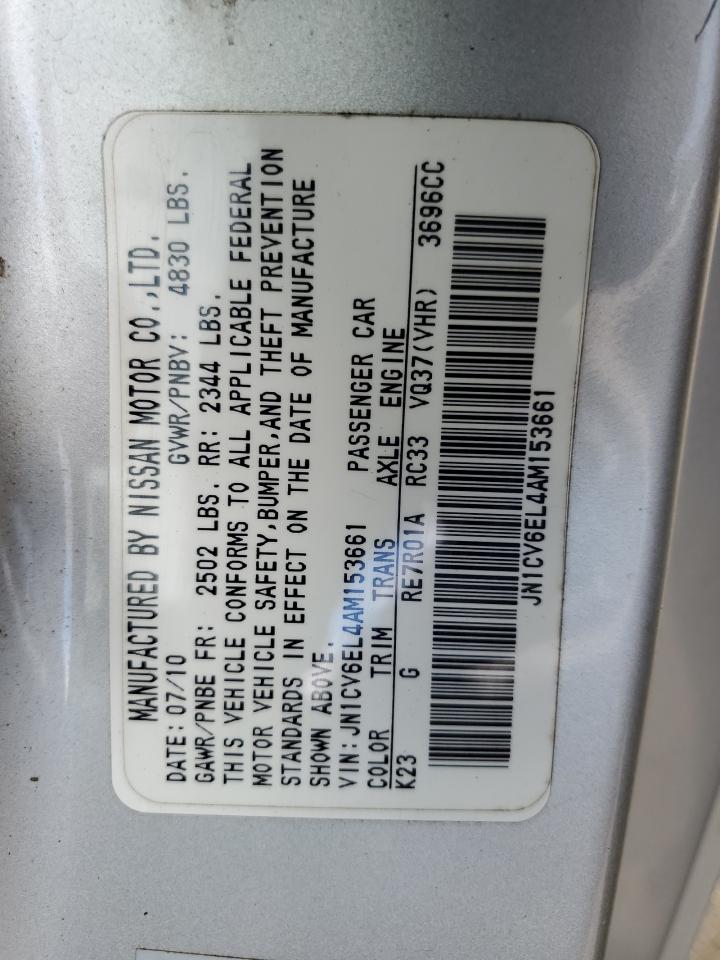 MANUFACTURED BY NISSAN MOTOR CO.,LTD.
DATE: 07/10 GVWR/PNBV: 4830 LBS.
GAWR/PNBE FR: 2502 LBS. RR: 2344 LBS.
THIS VEHICLE CONFORMS TO ALL APPLICABLE FEDERAL
MOTOR VEHICLE SAFETY,BUMPER,AND THEFT PREVENTION
STANDARDS IN EFFECT ON THE DATE OF MANUFACTURE
SHOWN ABOVE.
VIN:JN1CV6EL4AM153661 PASSENGER CAR
COLOR TRIM TRANS AXLE ENGINE
K23 G RE7R01A RC33 VQ37(VHR) 3696CC
JN1CV6EL4AM153661